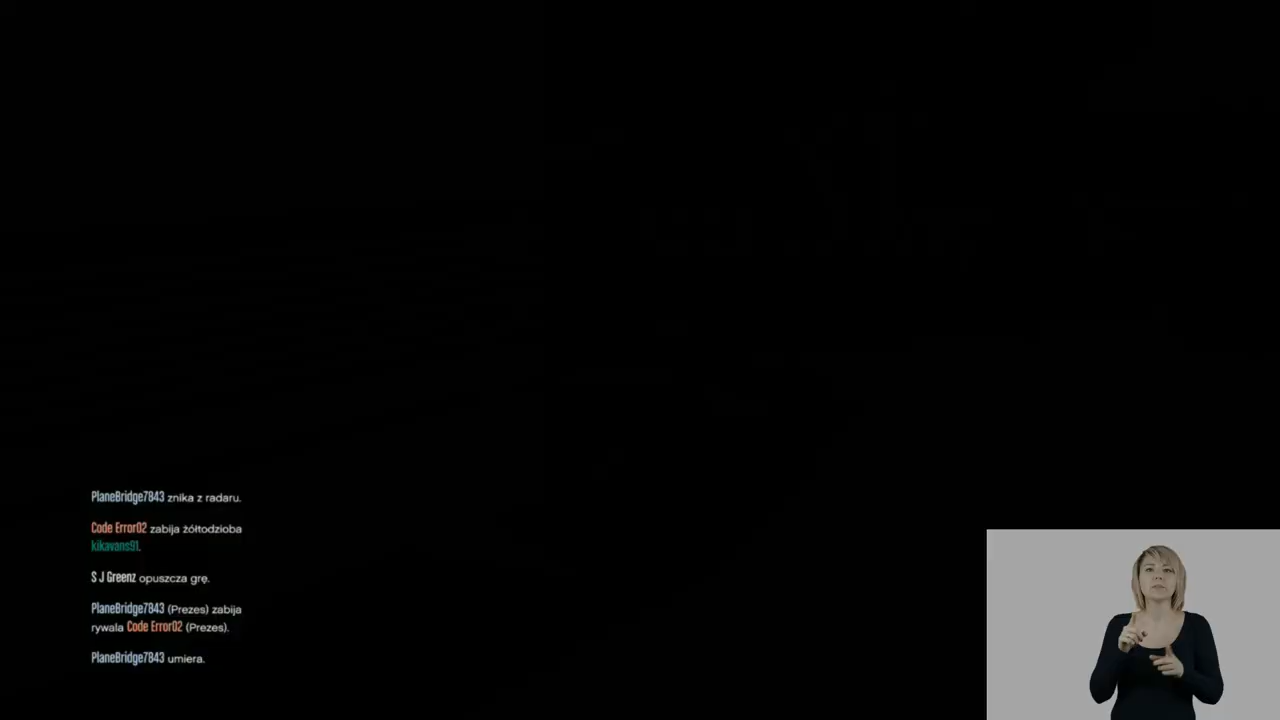 PlaneBridge7843 znika z radaru.
Code Error02 zabija żółtodzioba
kikavans91.
S J Greenz opuszcza grę.
PlaneBridge7843 (Prezes) zabija
rywala Code Error02 (Prezes).
PlaneBridge7843 umiera.